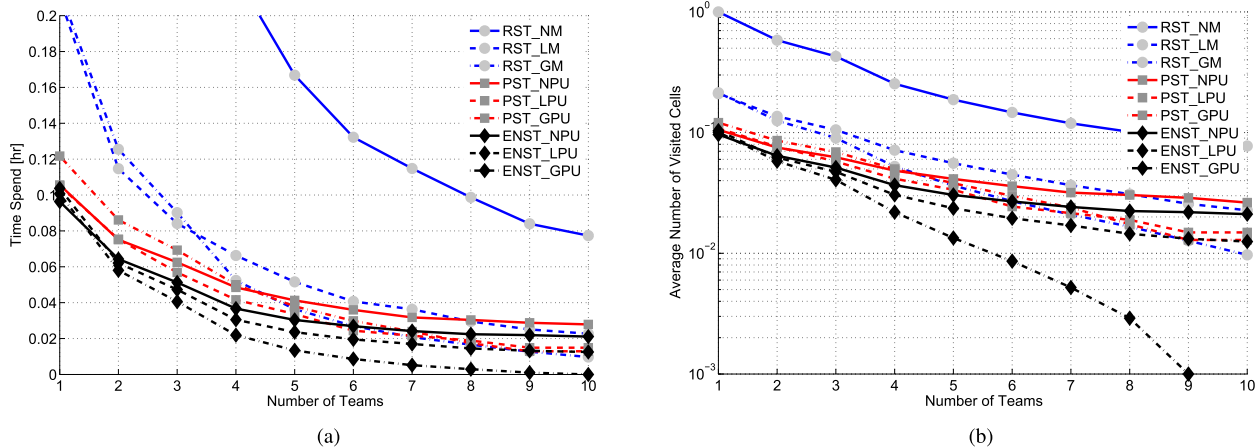 0.2
0.18
0.16
0.14
0.12
0.1
0.08
0.06
0.04
0.02
0
Time Spend [hr]
1 2 3 4 5 6 7 8 9 10
Number of Teams
RST_NM
RST_LM
RST_GM
PST_NPU
PST_LPU
PST_GPU
ENST_NPU
ENST_LPU
ENST_GPU
(a)
10^0
10^-1
10^-2
10^-3
Average Number of Visited Cells
1 2 3 4 5 6 7 8 9 10
Number of Teams
RST_NM
RST_LM
RST_GM
PST_NPU
PST_LPU
PST_GPU
ENST_NPU
ENST_LPU
ENST_GPU
(b)